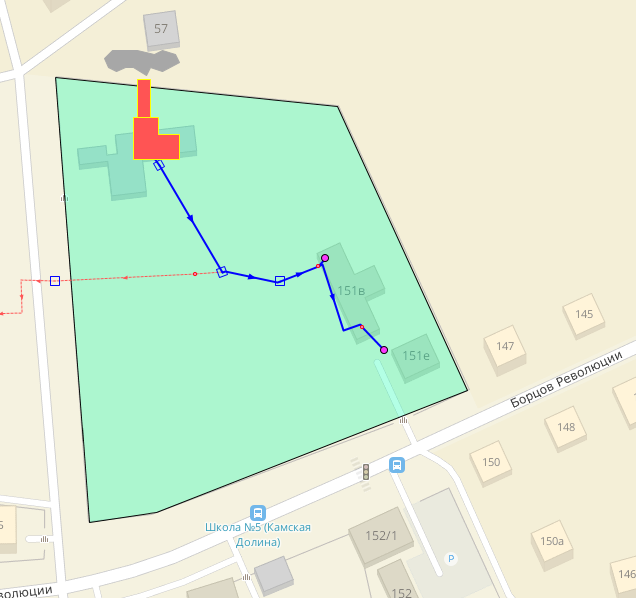 57
151в
151е
145
147
Борцов Революции
148
150
Школа №5 (Камская
Долина)
152/1
150а
P
152
146
волюции
5